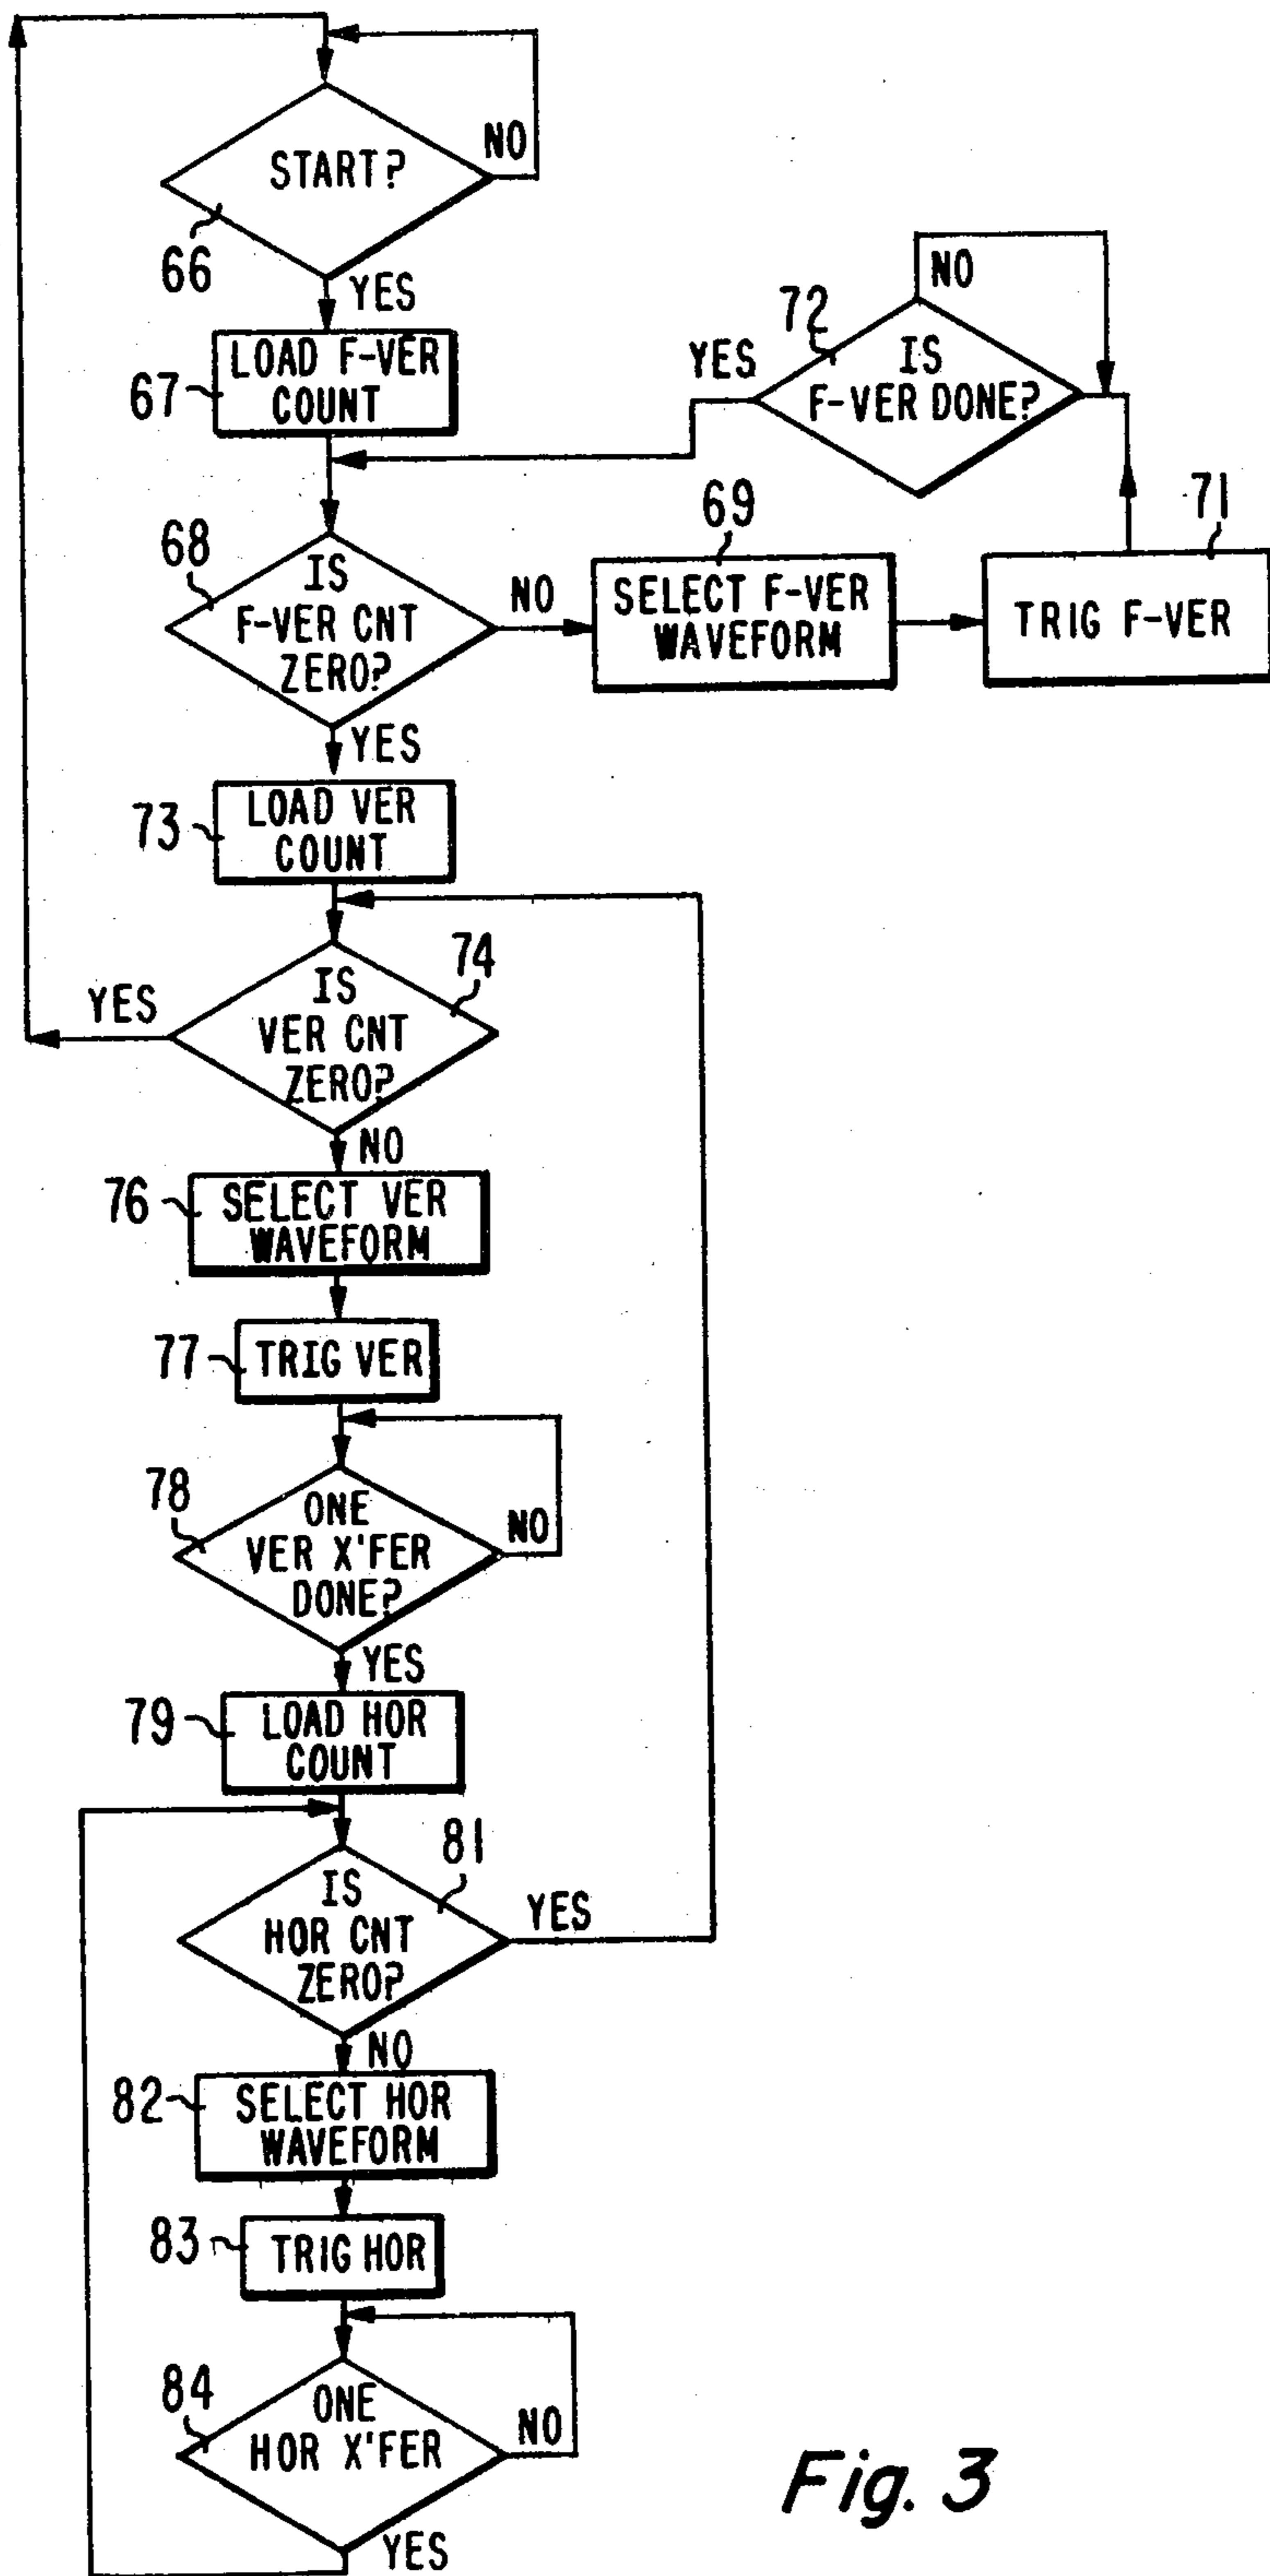 START?
NO
66
YES
LOAD F-VER
COUNT
67
NO
72
IS
F-VER DONE?
YES
68
IS
F-VER CNT
ZERO?
NO
69
SELECT F-VER
WAVEFORM
71
TRIG F-VER
YES
73
LOAD VER
COUNT
74
IS
VER CNT
ZERO?
YES
NO
76
SELECT VER
WAVEFORM
77
TRIG VER
78
ONE
VER X'FER
DONE?
NO
YES
79
LOAD HOR
COUNT
81
IS
HOR CNT
ZERO?
YES
NO
82
SELECT HOR
WAVEFORM
83
TRIG HOR
84
ONE
HOR X'FER
NO
YES
Fig. 3